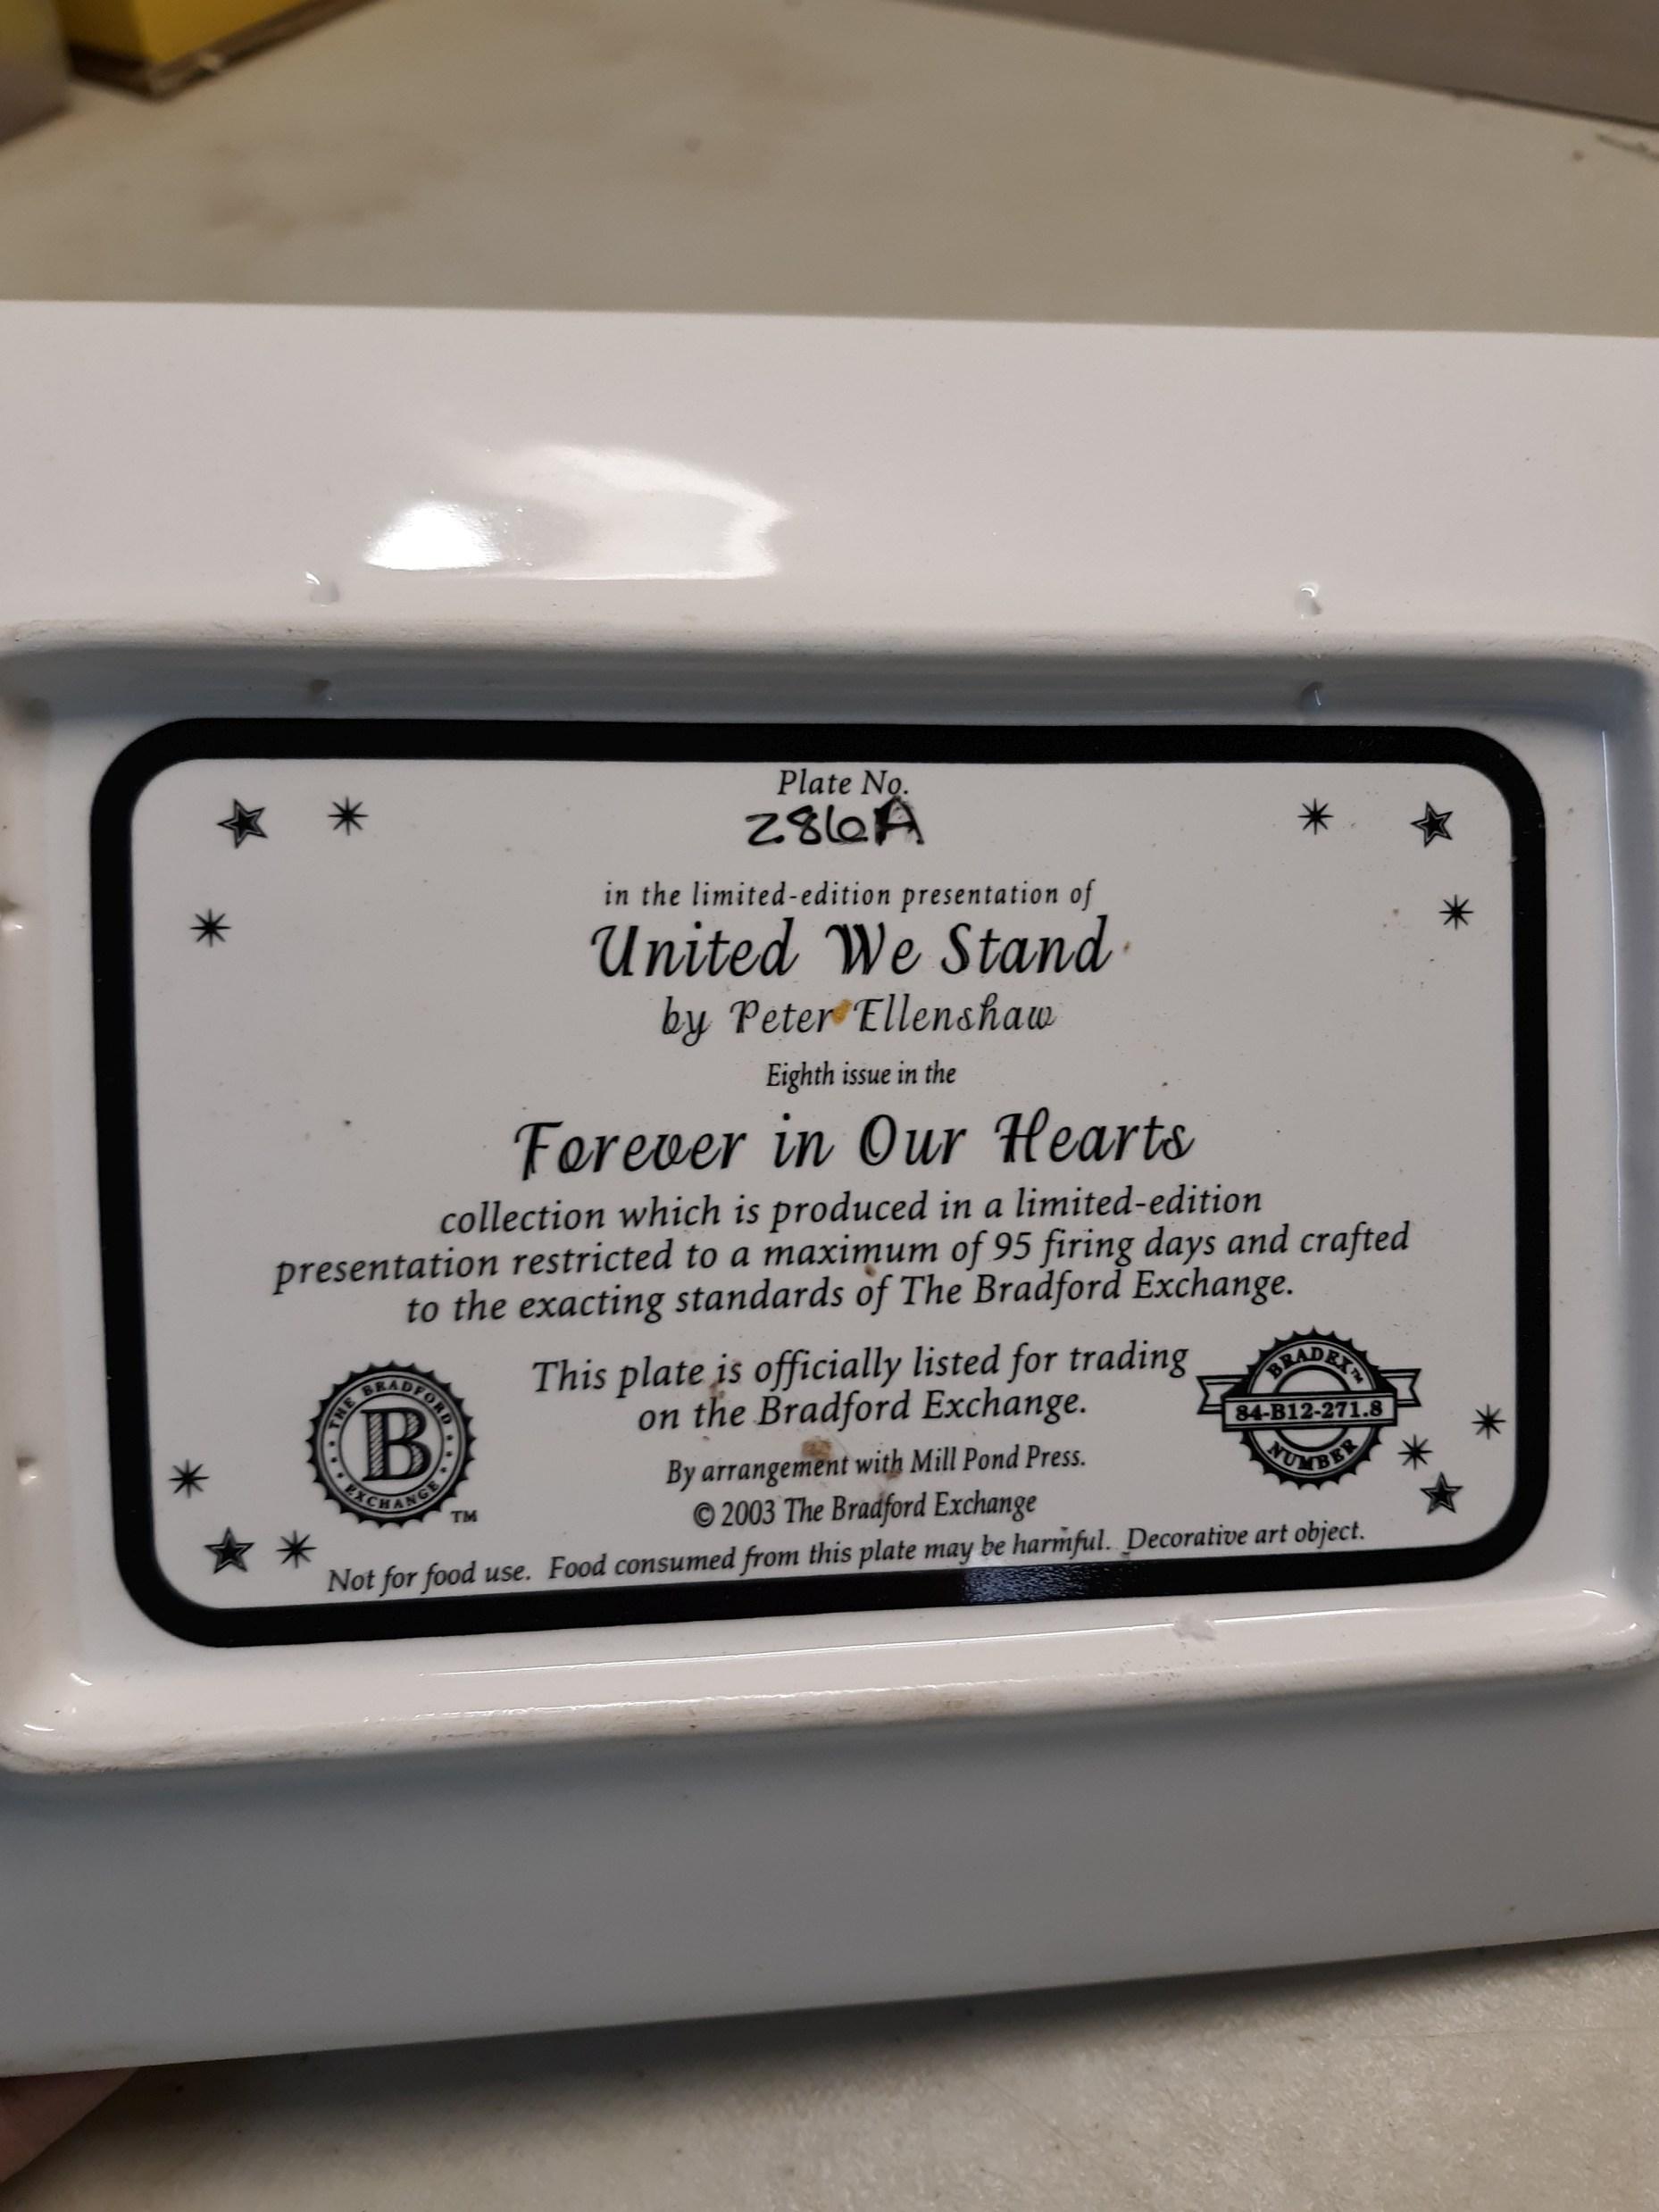 Plate No.
286A
in the limited-edition presentation of
United We Stand
by Peter Ellenshaw
Eighth issue in the
Forever in Our Hearts
collection which is produced in a limited-edition
presentation restricted to a maximum of 95 firing days and crafted
to the exacting standards of The Bradford Exchange.
This plate is officially listed for trading
on the Bradford Exchange.
By arrangement with Mill Pond Press.
© 2003 The Bradford Exchange
Not for food use. Food consumed from this plate may be harmful. Decorative art object.
THE BRADFORD
B
EXCHANGE
TM
BRADEX™
84-B12-271.8
NUMBER